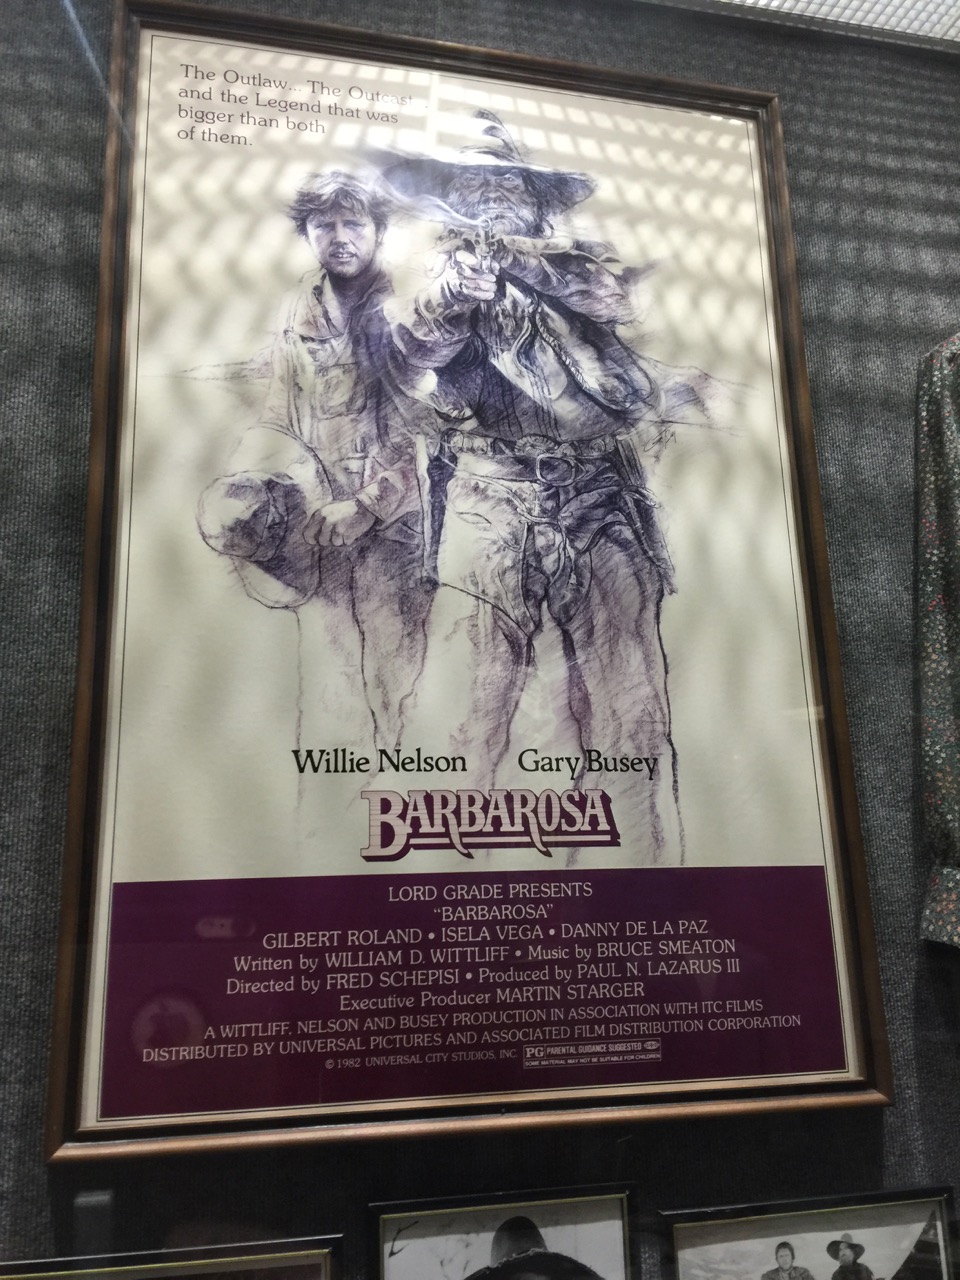 The Outlaw... The Outcast...
and the Legend that was
bigger than both
of them.
Willie Nelson Gary Busey
BARBAROSA
LORD GRADE PRESENTS
"BARBAROSA"
GILBERT ROLAND • ISELA VEGA • DANNY DE LA PAZ
Written by WILLIAM D. WITTLIFF • Music by BRUCE SMEATON
Directed by FRED SCHEPISI • Produced by PAUL N. LAZARUS III
Executive Producer MARTIN STARGER
A WITTLIFF, NELSON AND BUSEY PRODUCTION IN ASSOCIATION WITH ITC FILMS
DISTRIBUTED BY UNIVERSAL PICTURES AND ASSOCIATED FILM DISTRIBUTION CORPORATION
© 1982 UNIVERSAL CITY STUDIOS, INC. PG PARENTAL GUIDANCE SUGGESTED
SOME MATERIAL MAY NOT BE SUITABLE FOR CHILDREN